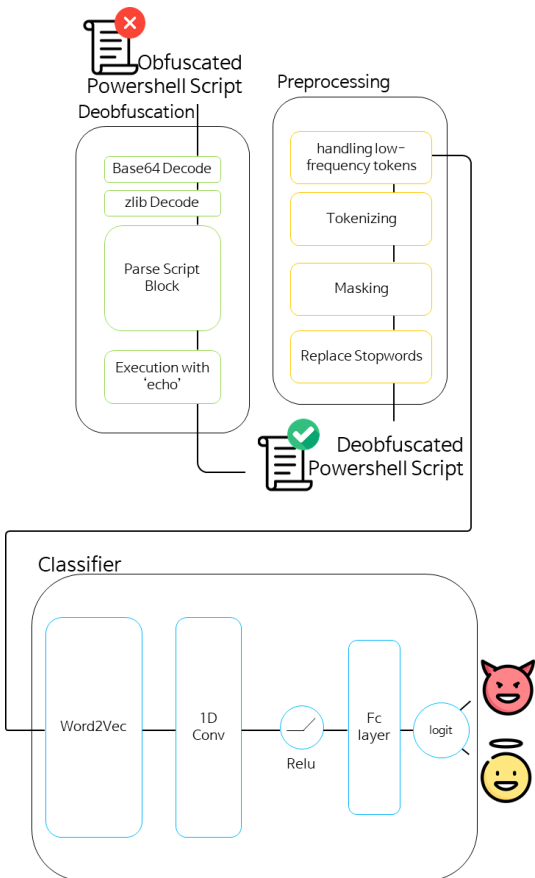 Obfuscated
Powershell Script
Deobfuscation
Base64 Decode
zlib Decode
Parse Script
Block
Execution with
‘echo’
Preprocessing
handling low-
frequency tokens
Tokenizing
Masking
Replace Stopwords
Deobfuscated
Powershell Script
Classifier
Word2Vec
1D
Conv
Relu
Fc
layer
logit